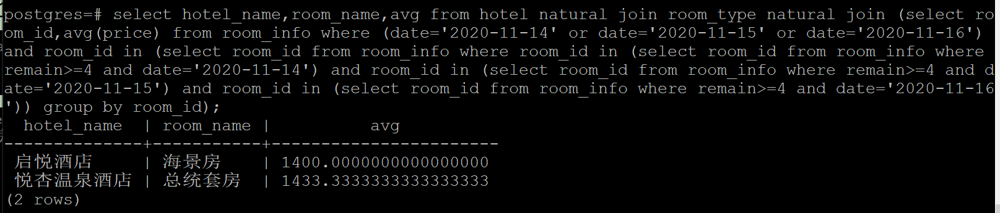 postgres=# select hotel_name,room_name,avg from hotel natural join room_type natural join (select ro
om_id,avg(price) from room_info where (date='2020-11-14' or date='2020-11-15' or date='2020-11-16')
and room_id in (select room_id from room_info where room_id in (select room_id from room_info where
remain>=4 and date='2020-11-14') and room_id in (select room_id from room_info where remain>=4 and d
ate='2020-11-15') and room_id in (select room_id from room_info where remain>=4 and date='2020-11-16
')) group by room_id);
hotel_name | room_name | avg
--------------+-----------+-----------------------
启悦酒店 | 海景房 | 1400.0000000000000000
悦杏温泉酒店 | 总统套房 | 1433.3333333333333333
(2 rows)